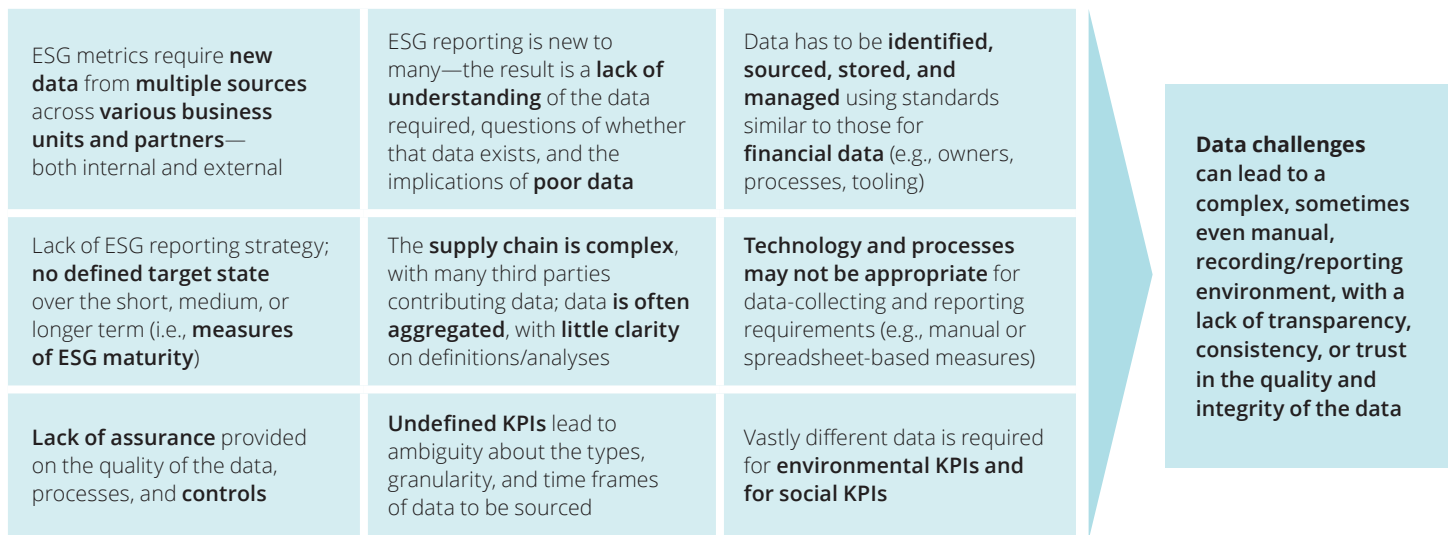 ESG metrics require new
data from multiple sources
across various business
units and partners—
both internal and external
ESG reporting is new to
many—the result is a lack of
understanding of the data
required, questions of whether
that data exists, and the
implications of poor data
Data has to be identified,
sourced, stored, and
managed using standards
similar to those for
financial data (e.g., owners,
processes, tooling)
Lack of ESG reporting strategy;
no defined target state
over the short, medium, or
longer term (i.e., measures
of ESG maturity)
The supply chain is complex,
with many third parties
contributing data; data is often
aggregated, with little clarity
on definitions/analyses
Technology and processes
may not be appropriate for
data-collecting and reporting
requirements (e.g., manual or
spreadsheet-based measures)
Lack of assurance provided
on the quality of the data,
processes, and controls
Undefined KPIs lead to
ambiguity about the types,
granularity, and time frames
of data to be sourced
Vastly different data is required
for environmental KPIs and
for social KPIs
Data challenges
can lead to a
complex, sometimes
even manual,
recording/reporting
environment, with a
lack of transparency,
consistency, or trust
in the quality and
integrity of the data